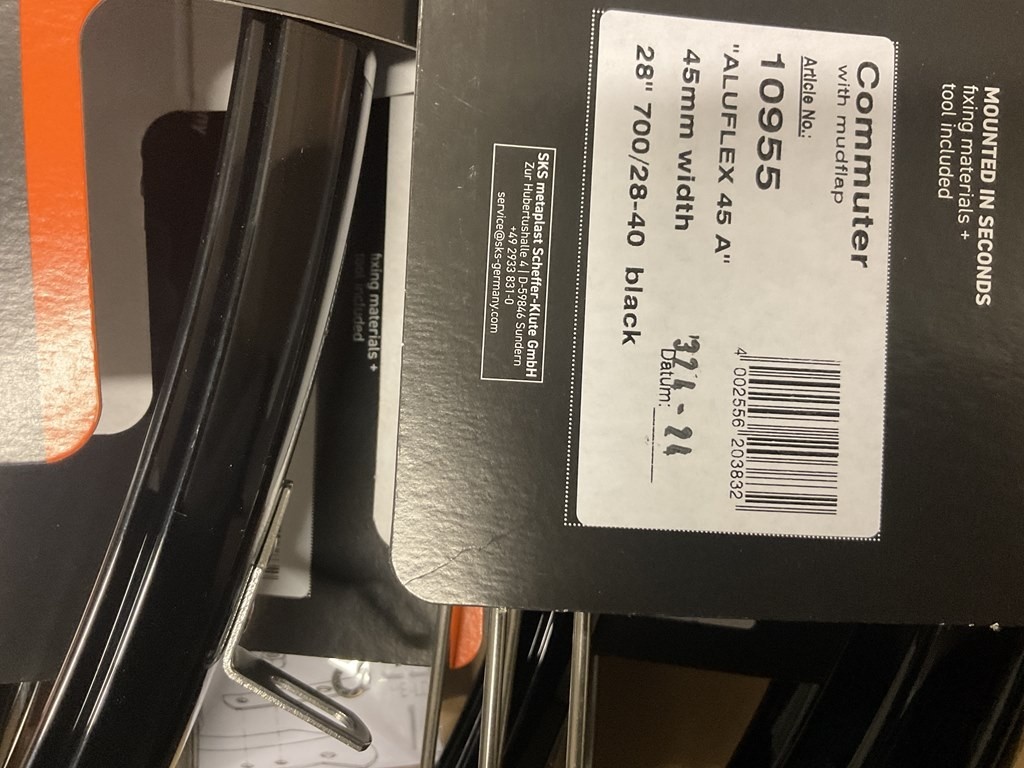 MOUNTED IN SECONDS
fixing materials +
tool included
Commuter
with mudflap
Article No.:
10955
"ALUFLEX 45 A"
45mm width
28" 700/28-40 black
4 002556 203832
Datum:
SKS metaplast Scheffer-Klute GmbH
Zur Hubertushalle 4 | D-59846 Sundern
+49 2933 831-0
service@sks-germany.com
fixing materials +
tool included